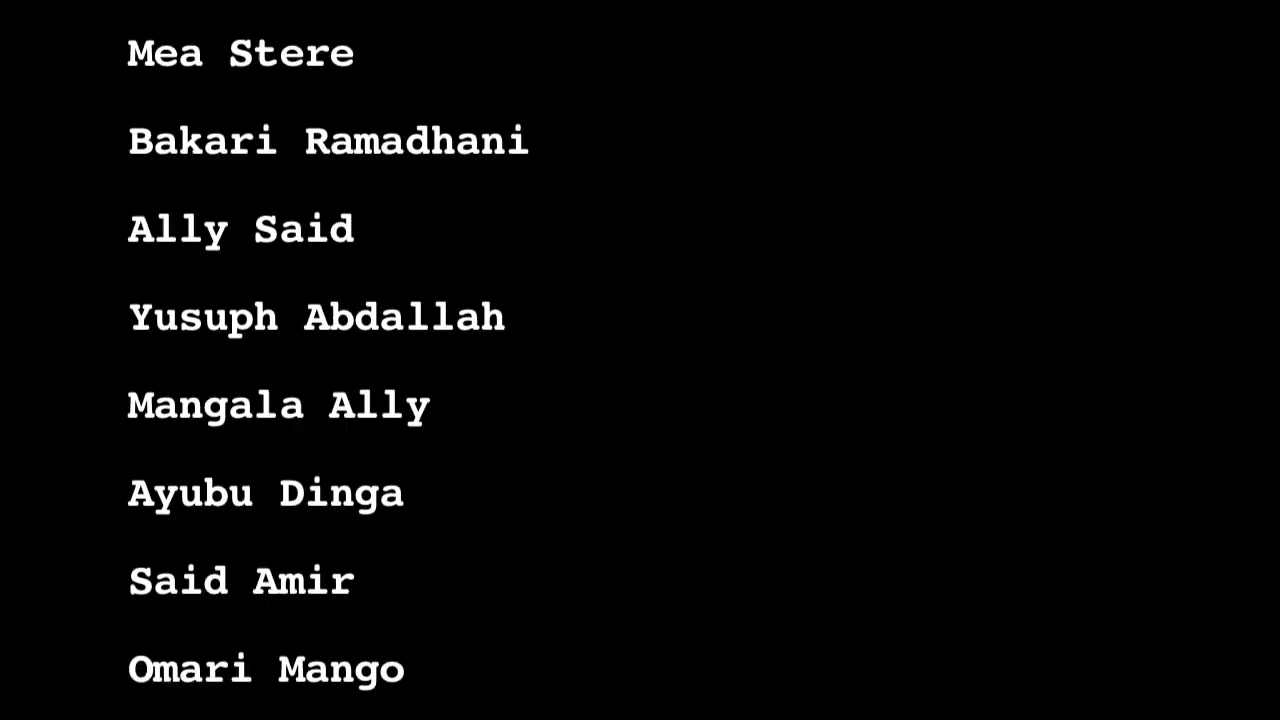 Mea Stere
Bakari Ramadhani
Ally Said
Yusuph Abdallah
Mangala Ally
Ayubu Dinga
Said Amir
Omari Mango